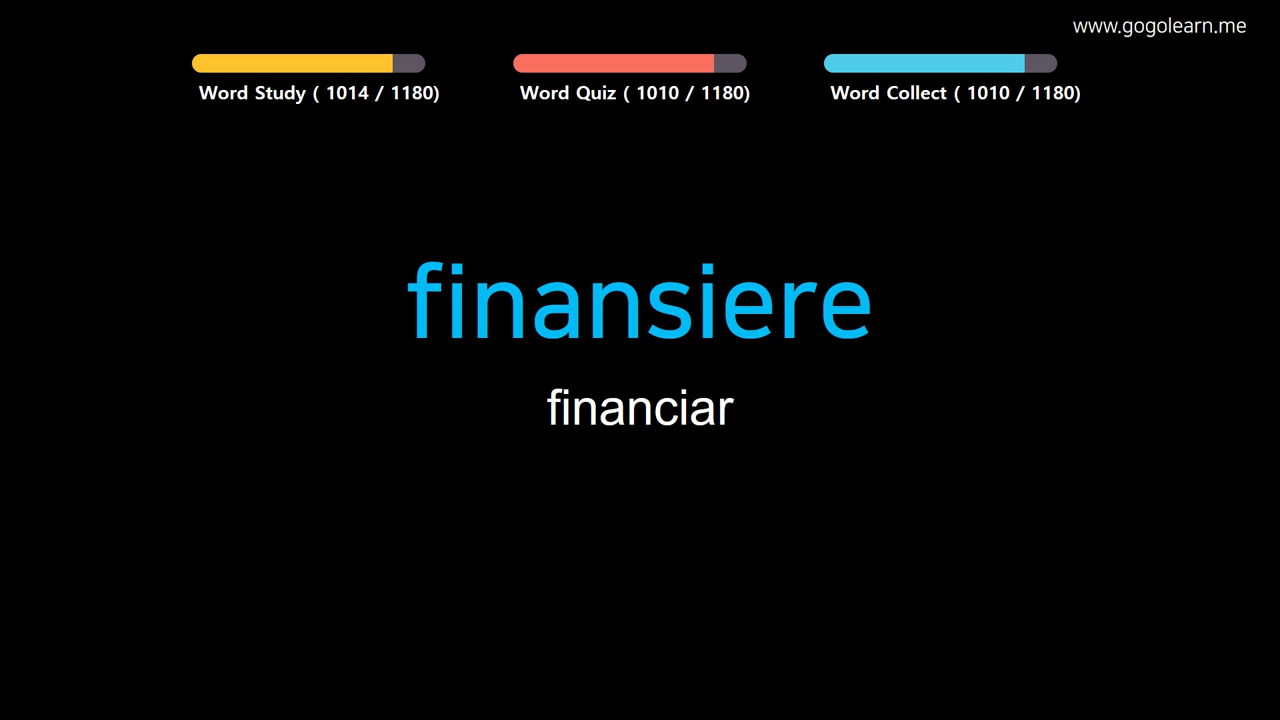 www.gogolearn.me
Word Study ( 1014 / 1180)
Word Quiz ( 1010 / 1180)
Word Collect ( 1010 / 1180)
finansiere
financiar